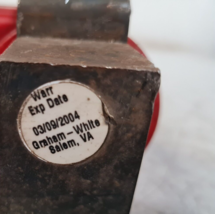 Warr
Exp Date
03/09/2004
Graham-White
Salem, VA